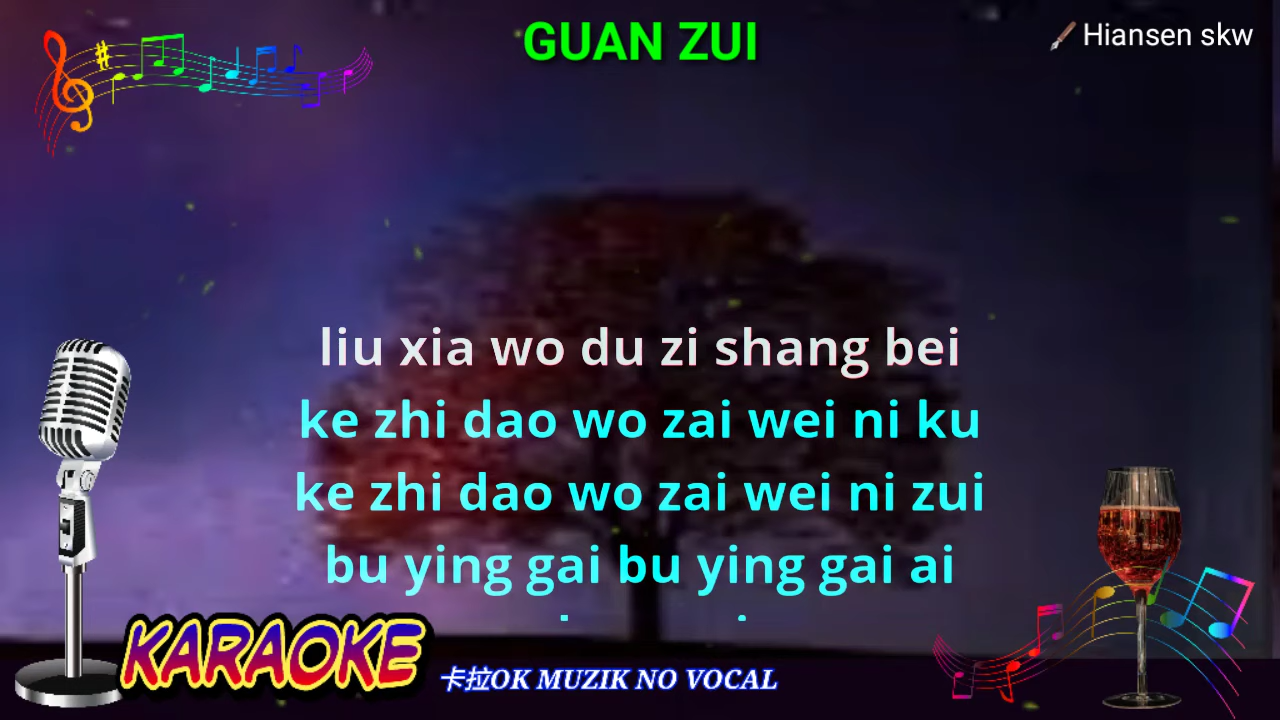 GUAN ZUI
Hiansen skw
liu xia wo du zi shang bei
ke zhi dao wo zai wei ni ku
ke zhi dao wo zai wei ni zui
bu ying gai bu ying gai ai
KARAOKE
卡拉OK MUZIK NO VOCAL